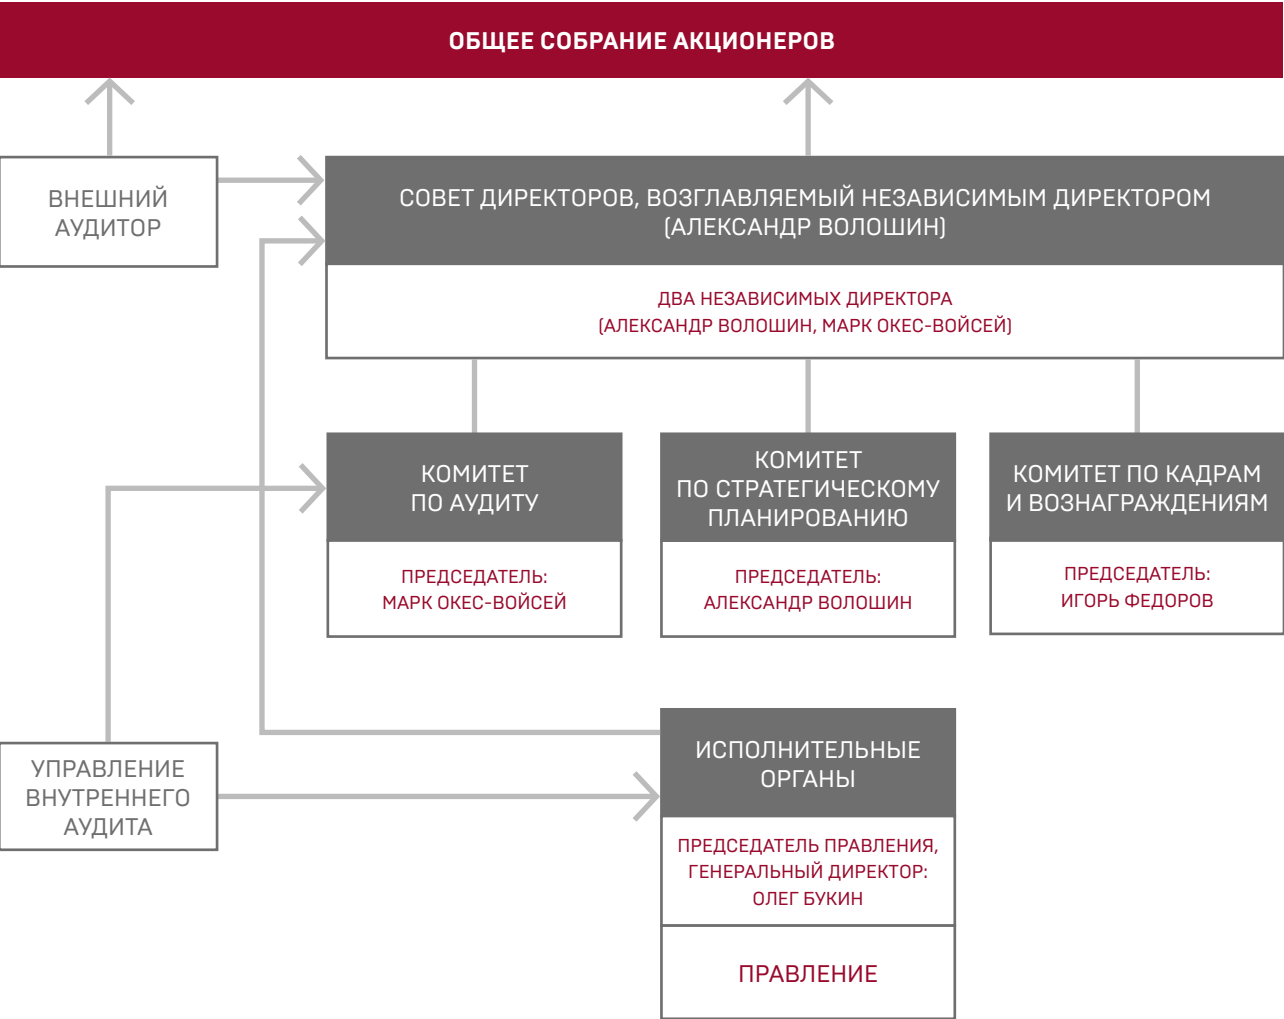 ОБЩЕЕ СОБРАНИЕ АКЦИОНЕРОВ
ВНЕШНИЙ
АУДИТОР
СОВЕТ ДИРЕКТОРОВ, ВОЗГЛАВЛЯЕМЫЙ НЕЗАВИСИМЫМ ДИРЕКТОРОМ
(АЛЕКСАНДР ВОЛОШИН)
ДВА НЕЗАВИСИМЫХ ДИРЕКТОРА
(АЛЕКСАНДР ВОЛОШИН, МАРК ОКЕС-ВОЙСЕЙ)
КОМИТЕТ
ПО АУДИТУ
ПРЕДСЕДАТЕЛЬ:
МАРК ОКЕС-ВОЙСЕЙ
КОМИТЕТ
ПО СТРАТЕГИЧЕСКОМУ
ПЛАНИРОВАНИЮ
ПРЕДСЕДАТЕЛЬ:
АЛЕКСАНДР ВОЛОШИН
КОМИТЕТ ПО КАДРАМ
И ВОЗНАГРАЖДЕНИЯМ
ПРЕДСЕДАТЕЛЬ:
ИГОРЬ ФЕДОРОВ
УПРАВЛЕНИЕ
ВНУТРЕННЕГО
АУДИТА
ИСПОЛНИТЕЛЬНЫЕ
ОРГАНЫ
ПРЕДСЕДАТЕЛЬ ПРАВЛЕНИЯ,
ГЕНЕРАЛЬНЫЙ ДИРЕКТОР:
ОЛЕГ БУКИН
ПРАВЛЕНИЕ